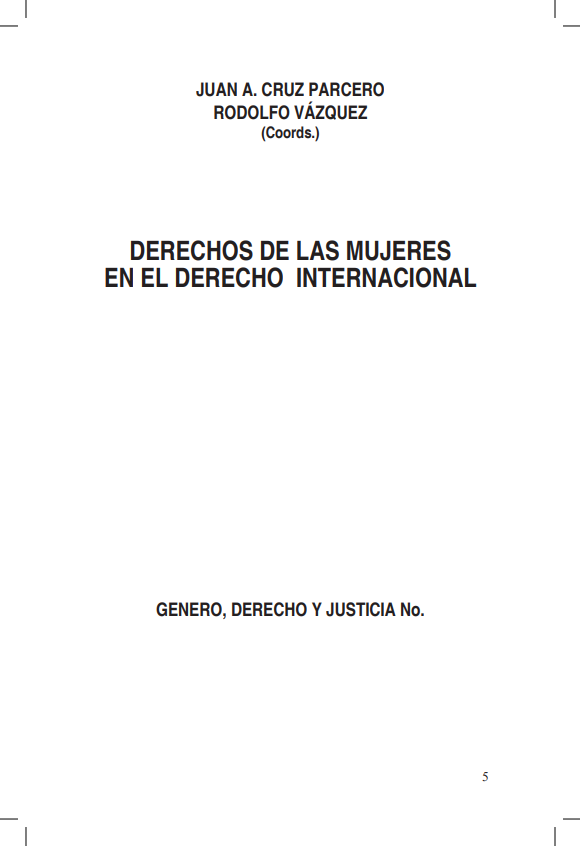 JUAN A. CRUZ PARCERO
RODOLFO VÁZQUEZ
(Coords.)
DERECHOS DE LAS MUJERES
EN EL DERECHO  INTERNACIONAL
GENERO, DERECHO Y JUSTICIA No.
5